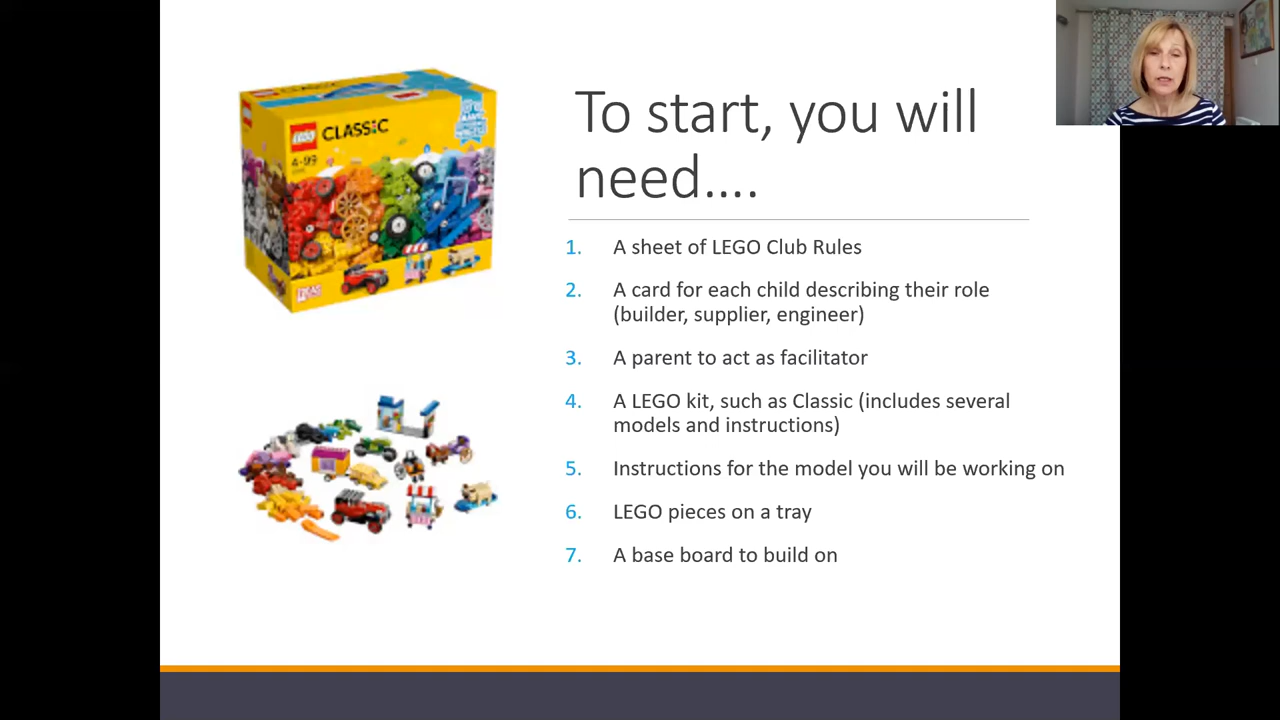 LEGO CLASSIC
4-99
To start, you will
need….
1. A sheet of LEGO Club Rules
2. A card for each child describing their role
(builder, supplier, engineer)
3. A parent to act as facilitator
4. A LEGO kit, such as Classic (includes several
models and instructions)
5. Instructions for the model you will be working on
6. LEGO pieces on a tray
7. A base board to build on